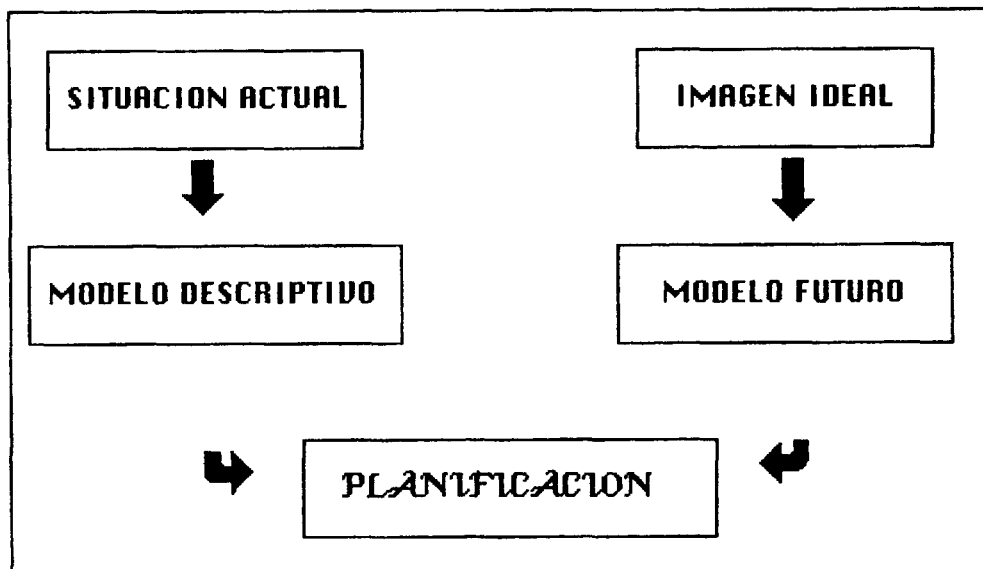 SITUACION ACTUAL
IMAGEN IDEAL
MODELO DESCRIPTIVO
MODELO FUTURO
PLANIFICACION